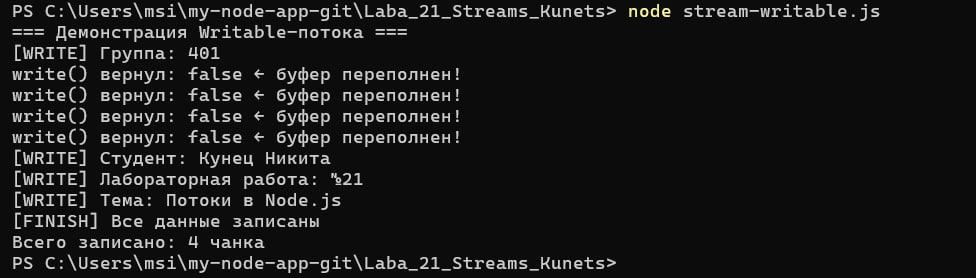 PS C:\Users\msi\my-node-app-git\Laba_21_Streams_Kunets> node stream-writable.js
=== Демонстрация Writable-потока ===
[WRITE] Группа: 401
write() вернул: false ← буфер переполнен!
write() вернул: false ← буфер переполнен!
write() вернул: false ← буфер переполнен!
write() вернул: false ← буфер переполнен!
[WRITE] Студент: Кунец Никита
[WRITE] Лабораторная работа: №21
[WRITE] Тема: Потоки в Node.js
[FINISH] Все данные записаны
Всего записано: 4 чанка
PS C:\Users\msi\my-node-app-git\Laba_21_Streams_Kunets>